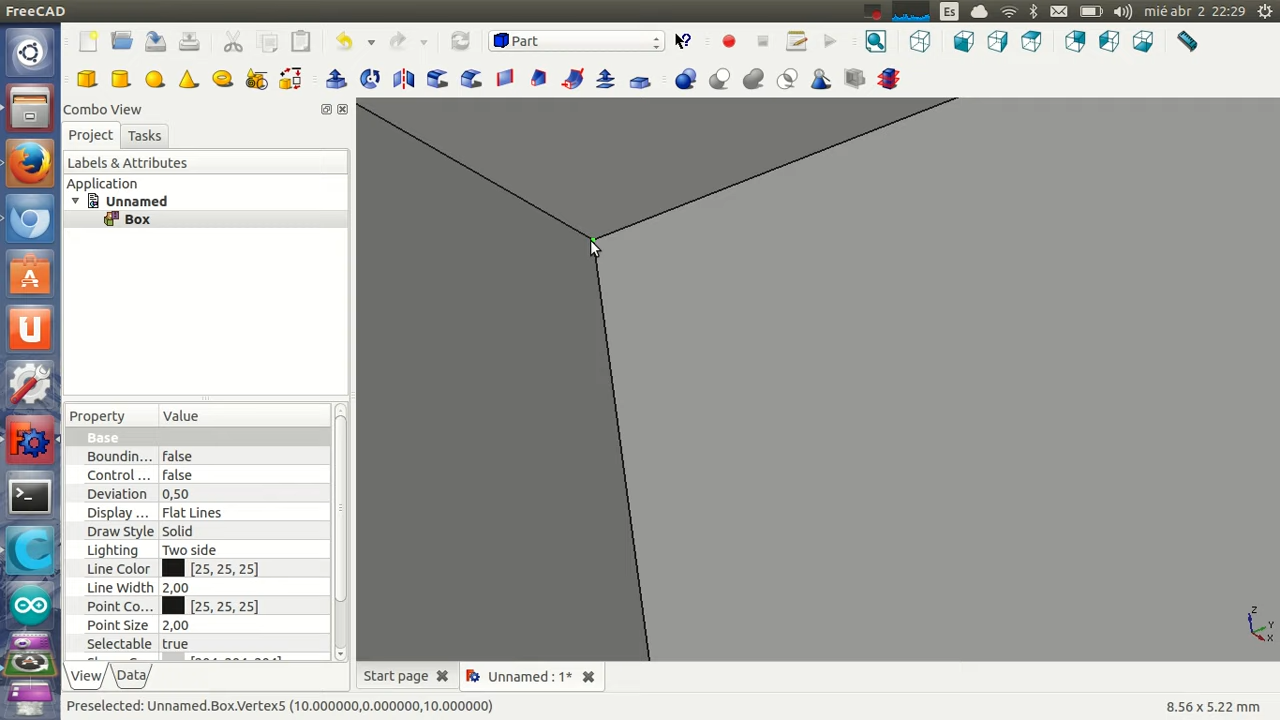 FreeCAD
Es
mié abr 2 22:29
Part
Combo View
Project
Tasks
Labels & Attributes
Application
Unnamed
Box
Property
Value
Base
Boundin... false
Control ... false
Deviation 0,50
Display ... Flat Lines
Draw Style Solid
Lighting Two side
Line Color [25, 25, 25]
Line Width 2,00
Point Co... [25, 25, 25]
Point Size 2,00
Selectable true
View
Data
Start page
Unnamed : 1*
Z
Y
X
Preselected: Unnamed.Box.Vertex5 (10.000000,0.000000,10.000000)
8.56 x 5.22 mm